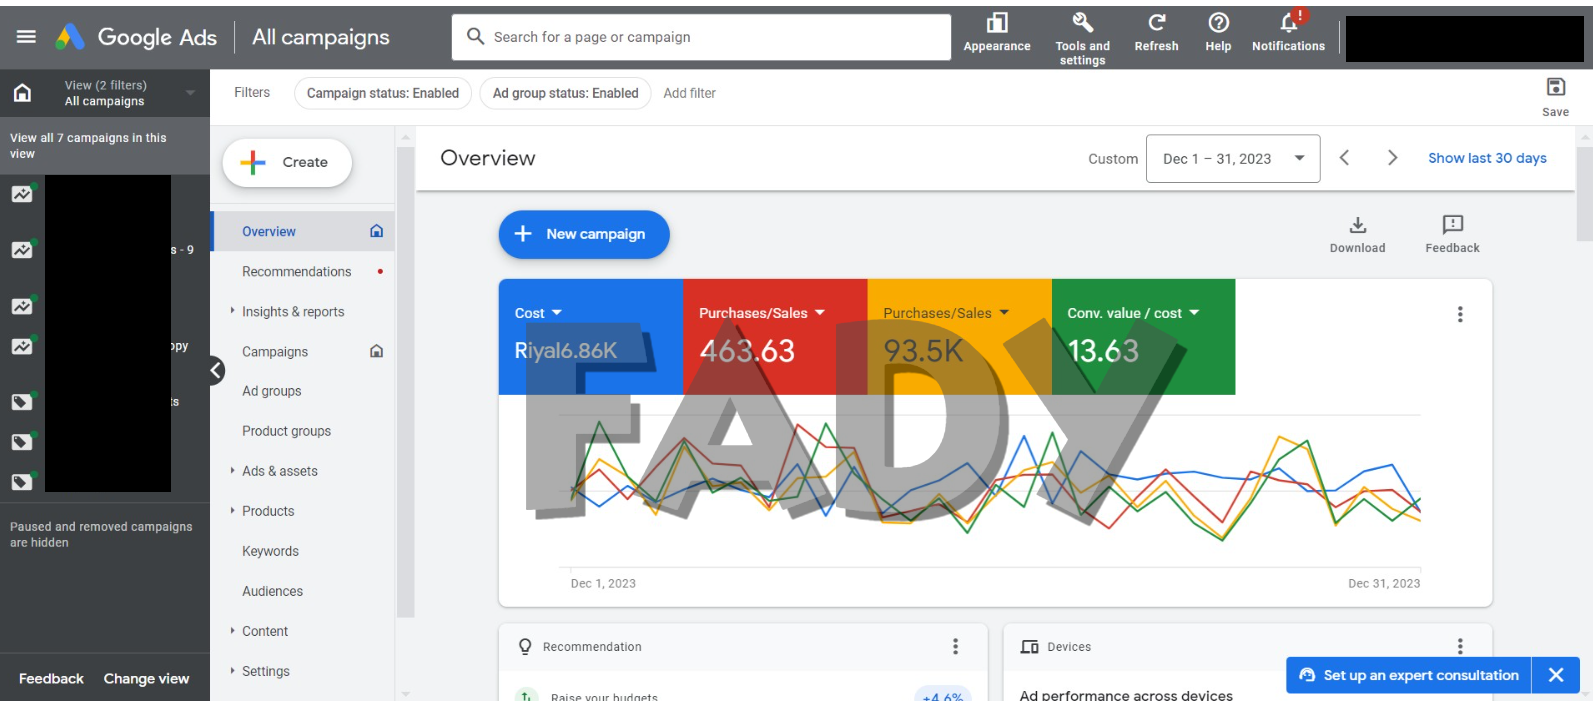 Google Ads
All campaigns
Search for a page or campaign
Appearance
Tools and
settings
Refresh
Help
!
Notifications
View (2 filters)
All campaigns
Filters
Campaign status: Enabled
Ad group status: Enabled
Add filter
Save
View all 7 campaigns in this
view
s - 9
opy
ts
Paused and removed campaigns
are hidden
Feedback
Change view
Create
Overview
Recommendations
Insights & reports
Campaigns
Ad groups
Product groups
Ads & assets
Products
Keywords
Audiences
Content
Settings
Overview
Custom
Dec 1 – 31, 2023
Show last 30 days
New campaign
Download
Feedback
Cost
Riyal6.86K
Purchases/Sales
463.63
Purchases/Sales
93.5K
Conv. value / cost
13.63
FADY
Dec 1, 2023
Dec 31, 2023
Recommendation
Raise your budgets
+4.6%
Devices
Ad performance across devices
Set up an expert consultation